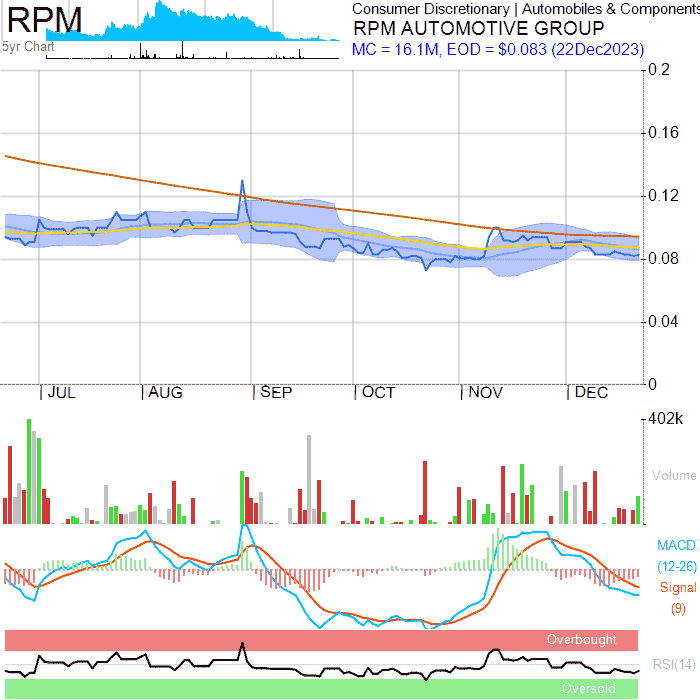 RPM
5yr Chart
Consumer Discretionary | Automobiles & Components
RPM AUTOMOTIVE GROUP
MC = 16.1M, EOD = $0.083 (22Dec2023)
0.2
0.16
0.12
0.08
0.04
0
JUL
AUG
SEP
OCT
NOV
DEC
402k
Volume
MACD
(12-26)
Signal
(9)
Overbought
RSI(14)
Oversold